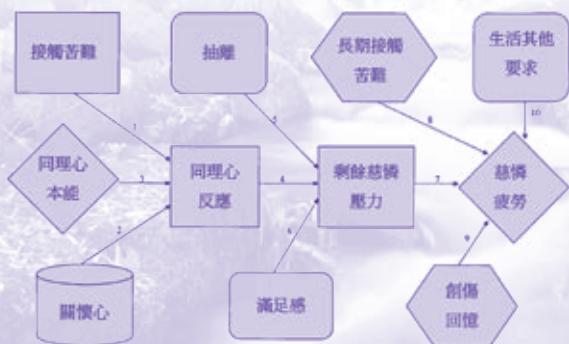 接觸苦難
抽離
長期接觸
苦難
生活其他
要求
1
5
8
10
同理心
本能
3
同理心
反應
4
剩餘慈憐
壓力
7
慈憐
疲勞
2
6
9
關懷心
滿足感
創傷
回憶